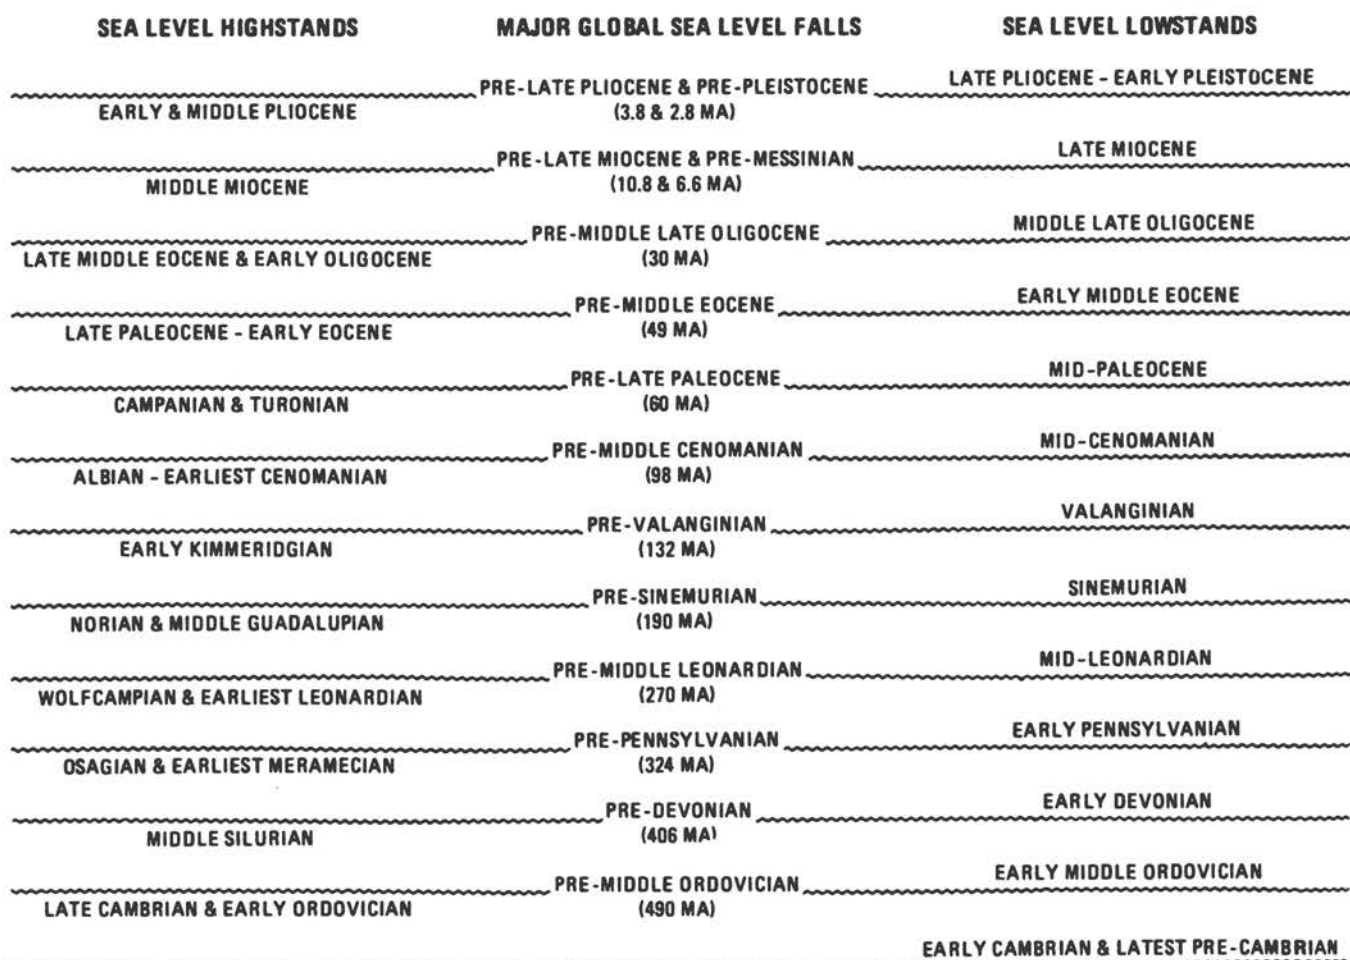 SEA LEVEL HIGHSTANDS MAJOR GLOBAL SEA LEVEL FALLS SEA LEVEL LOWSTANDS
PRE-LATE PLIOCENE & PRE-PLEISTOCENE LATE PLIOCENE - EARLY PLEISTOCENE
EARLY & MIDDLE PLIOCENE (3.8 & 2.8 MA)
PRE-LATE MIOCENE & PRE-MESSINIAN LATE MIOCENE
MIDDLE MIOCENE (10.8 & 6.6 MA)
PRE-MIDDLE LATE OLIGOCENE MIDDLE LATE OLIGOCENE
LATE MIDDLE EOCENE & EARLY OLIGOCENE (30 MA)
PRE-MIDDLE EOCENE EARLY MIDDLE EOCENE
LATE PALEOCENE - EARLY EOCENE (49 MA)
PRE-LATE PALEOCENE MID-PALEOCENE
CAMPANIAN & TURONIAN (60 MA)
PRE-MIDDLE CENOMANIAN MID-CENOMANIAN
ALBIAN - EARLIEST CENOMANIAN (98 MA)
PRE-VALANGINIAN VALANGINIAN
EARLY KIMMERIDGIAN (132 MA)
PRE-SINEMURIAN SINEMURIAN
NORIAN & MIDDLE GUADALUPIAN (190 MA)
PRE-MIDDLE LEONARDIAN MID-LEONARDIAN
WOLFCAMPIAN & EARLIEST LEONARDIAN (270 MA)
PRE-PENNSYLVANIAN EARLY PENNSYLVANIAN
OSAGIAN & EARLIEST MERAMECIAN (324 MA)
PRE-DEVONIAN EARLY DEVONIAN
MIDDLE SILURIAN (406 MA)
PRE-MIDDLE ORDOVICIAN EARLY MIDDLE ORDOVICIAN
LATE CAMBRIAN & EARLY ORDOVICIAN (490 MA)
EARLY CAMBRIAN & LATEST PRE-CAMBRIAN